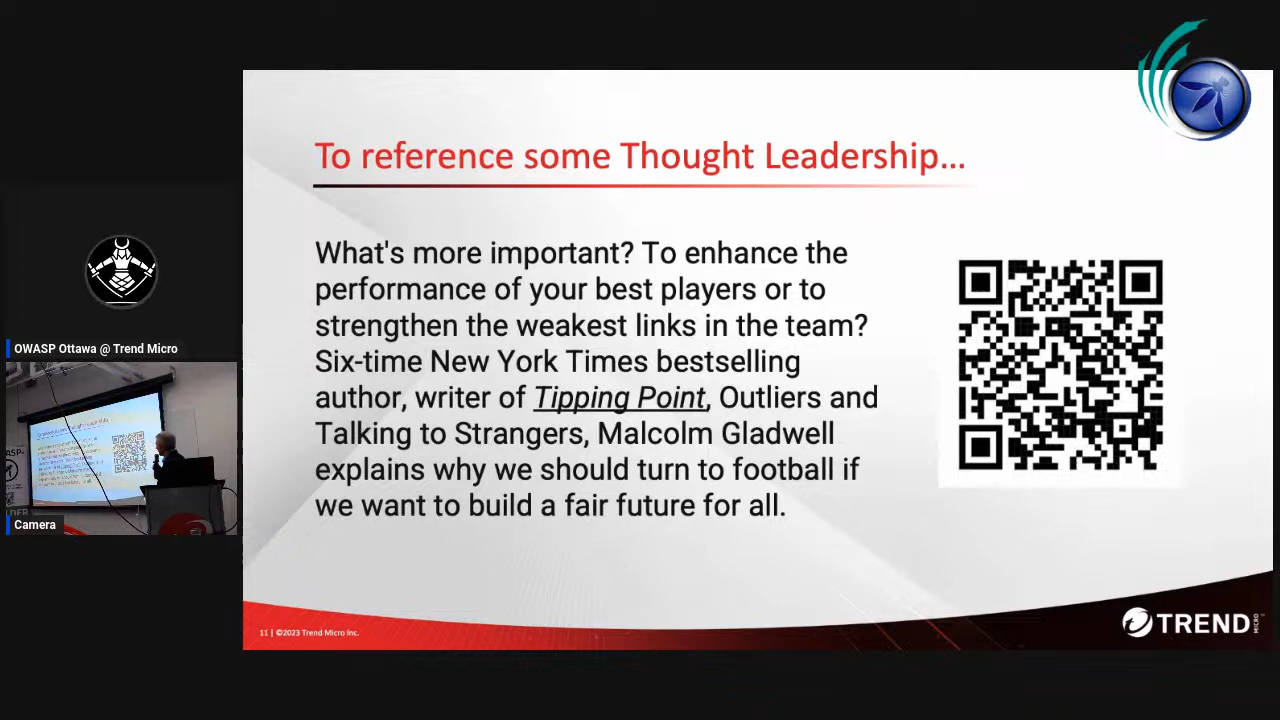 To reference some Thought Leadership...
What's more important? To enhance the
performance of your best players or to
strengthen the weakest links in the team?
Six-time New York Times bestselling
author, writer of Tipping Point, Outliers and
Talking to Strangers, Malcolm Gladwell
explains why we should turn to football if
we want to build a fair future for all.
OWASP Ottawa @ Trend Micro
Camera
11 | ©2023 Trend Micro Inc.
TREND
MICRO